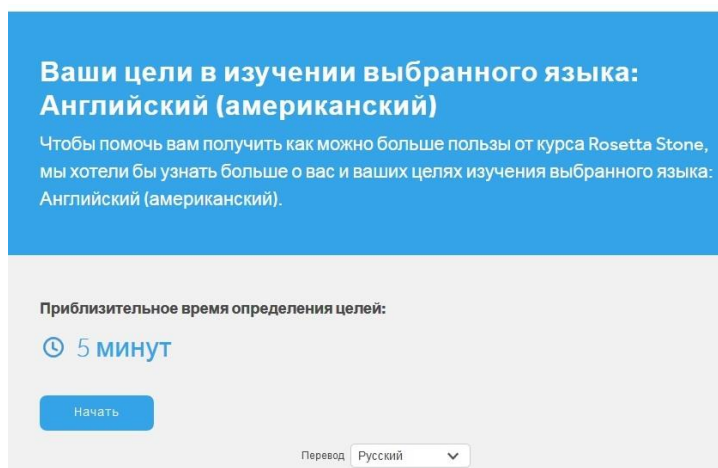 Ваши цели в изучении выбранного языка:
Английский (американский)
Чтобы помочь вам получить как можно больше пользы от курса Rosetta Stone,
мы хотели бы узнать больше о вас и ваших целях изучения выбранного языка:
Английский (американский).
Приблизительное время определения целей:
5 минут
Начать
Перевод Русский